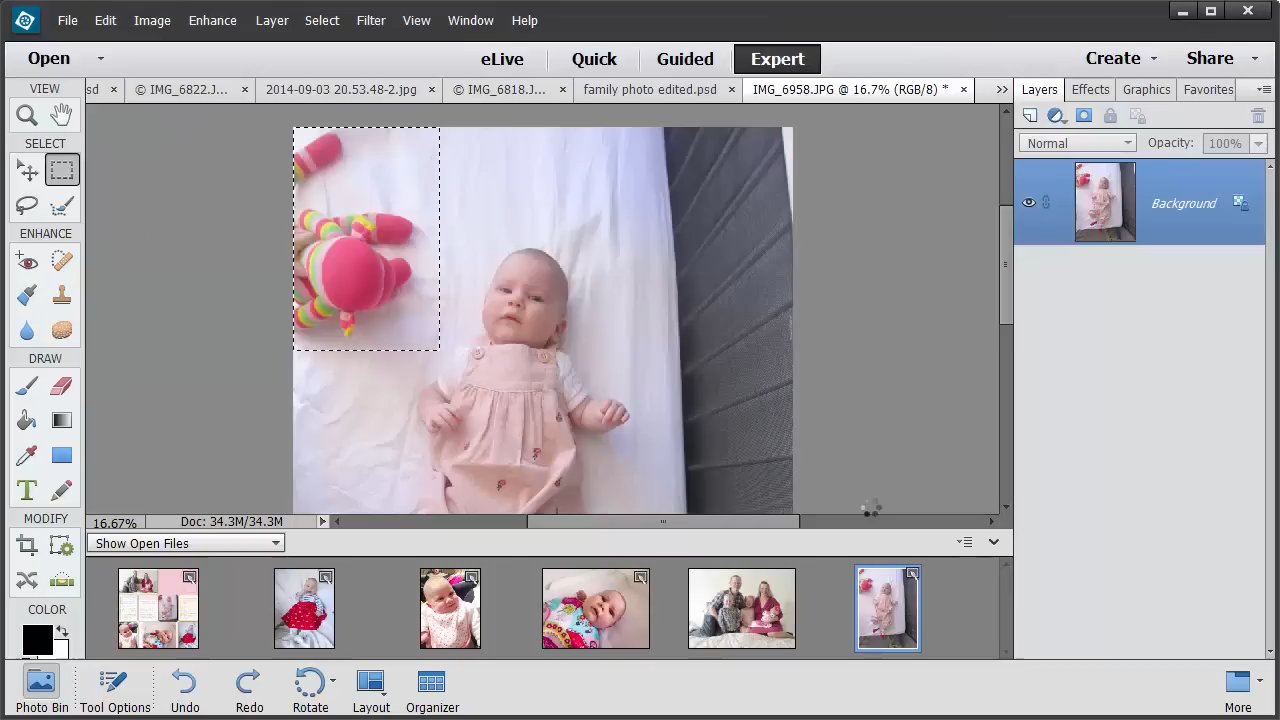 File Edit Image Enhance Layer Select Filter View Window Help
Open eLive Quick Guided Expert Create Share
VIEW
sd × © IMG_6822.J... × 2014-09-03 20.53.48-2.jpg × © IMG_6818.J... × family photo edited.psd × IMG_6958.JPG @ 16.7% (RGB/8) * ×
Layers Effects Graphics Favorites
SELECT
Normal Opacity: 100%
Background
ENHANCE
DRAW
T
MODIFY
16.67% Doc: 34.3M/34.3M
Show Open Files
COLOR
Photo Bin Tool Options Undo Redo Rotate Layout Organizer More